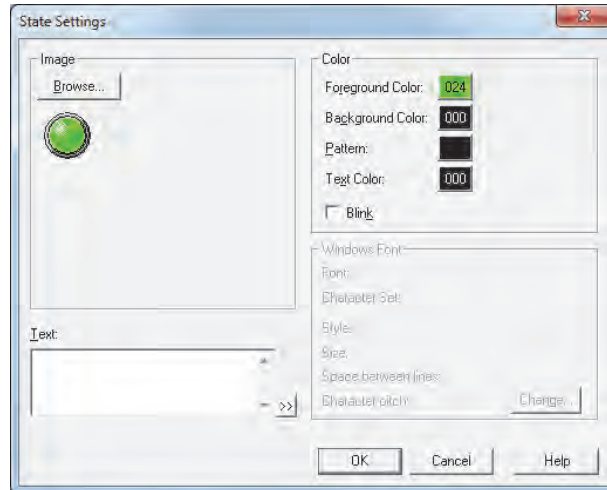 State Settings
Image
Browse...
Color
Foreground Color: 024
Background Color: 000
Pattern:
Text Color: 000
Blink
Windows Font
Font:
Character Set:
Style:
Size:
Space between lines:
Character pitch:
Change...
Text:
>>
OK
Cancel
Help